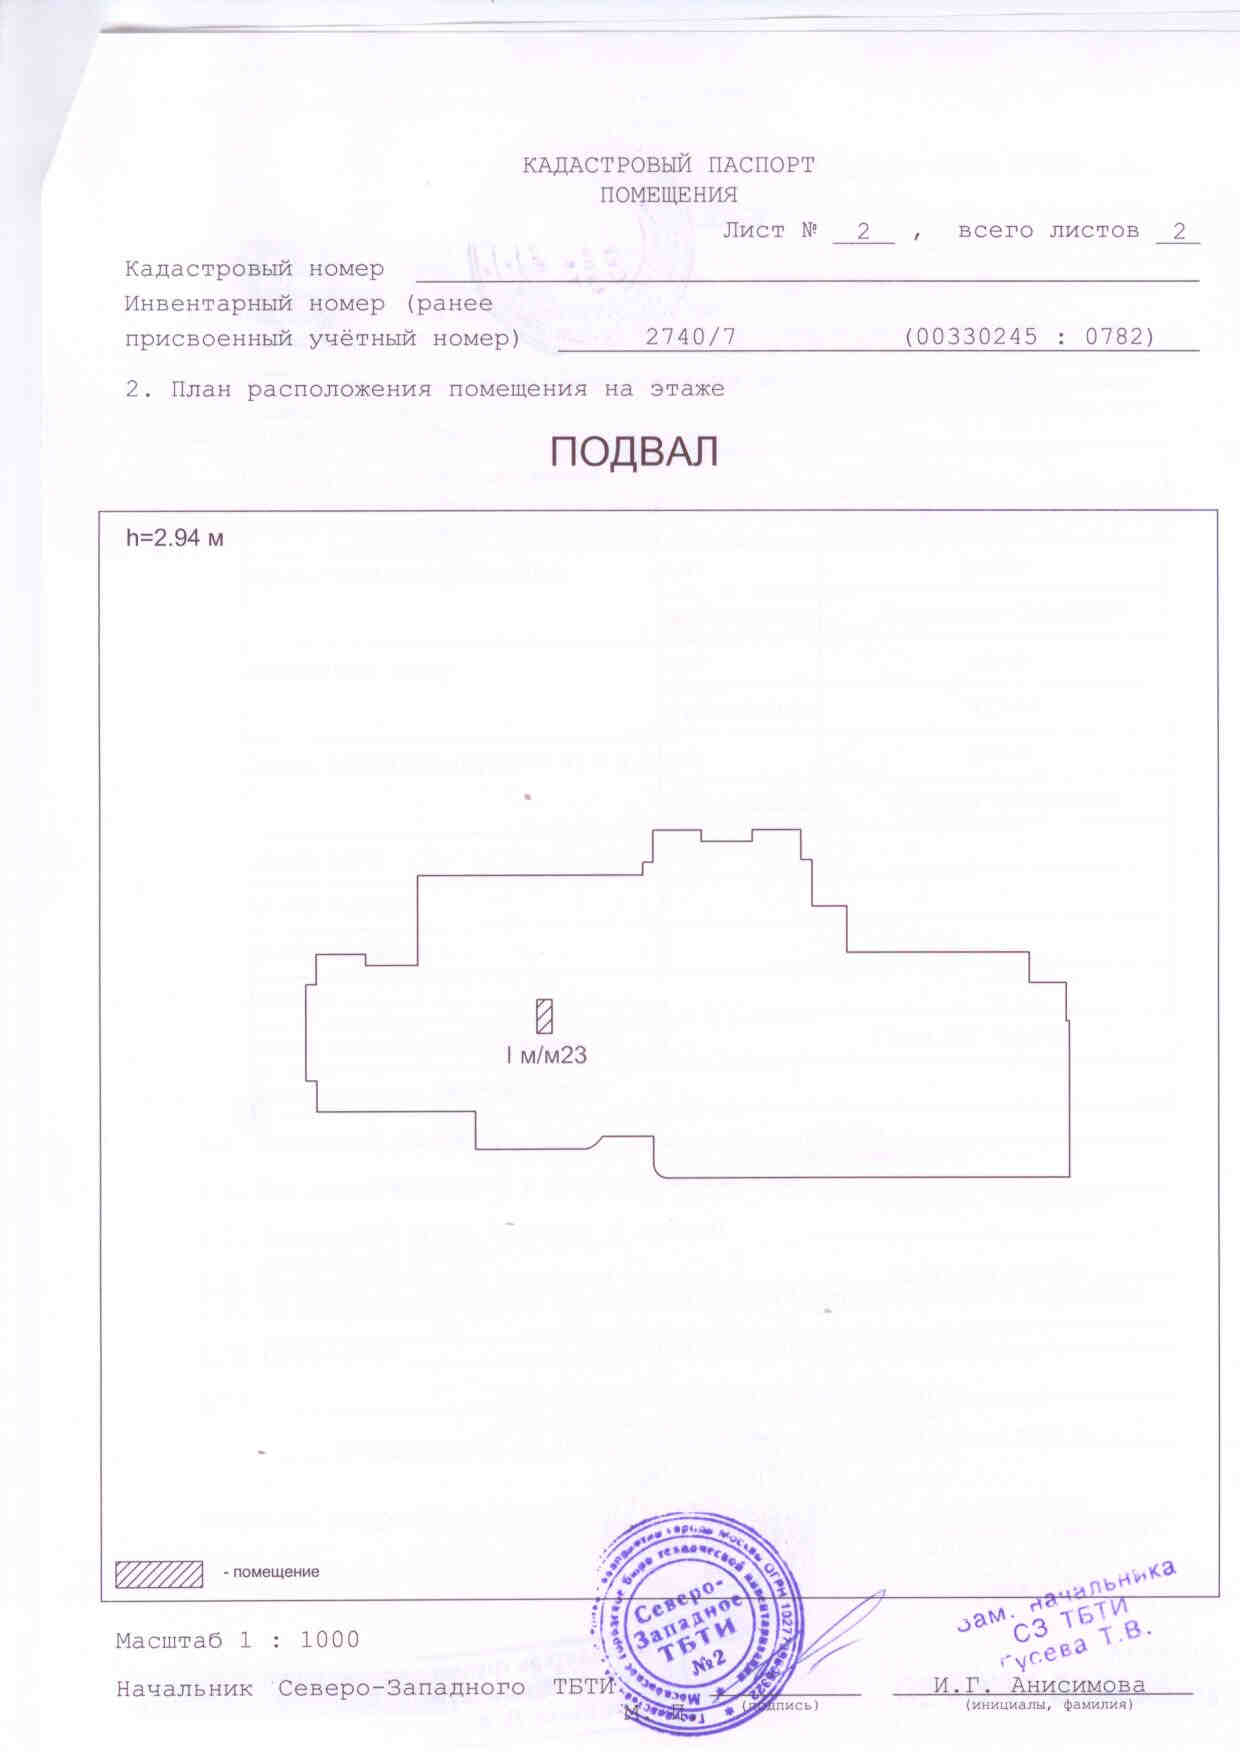 КАДАСТРОВЫЙ ПАСПОРТ
ПОМЕЩЕНИЯ
Лист № 2 , всего листов 2
Кадастровый номер
Инвентарный номер (ранее
присвоенный учётный номер) 2740/7 (00330245 : 0782)
2. План расположения помещения на этаже
ПОДВАЛ
h=2.94 м
I м/м23
- помещение
Северо-
Западное
ТБТИ
№2
Зам. начальника
СЗ ТБТИ
Гусева Т.В.
Масштаб 1 : 1000
Начальник Северо-Западного ТБТИ И.Г. Анисимова
М. П. (подпись) (инициалы, фамилия)